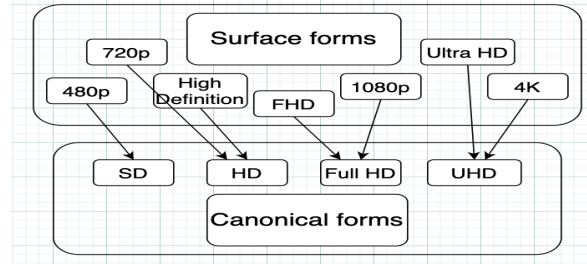 Surface forms
720p
Ultra HD
480p
High
Definition
FHD
1080p
4K
SD
HD
Full HD
UHD
Canonical forms